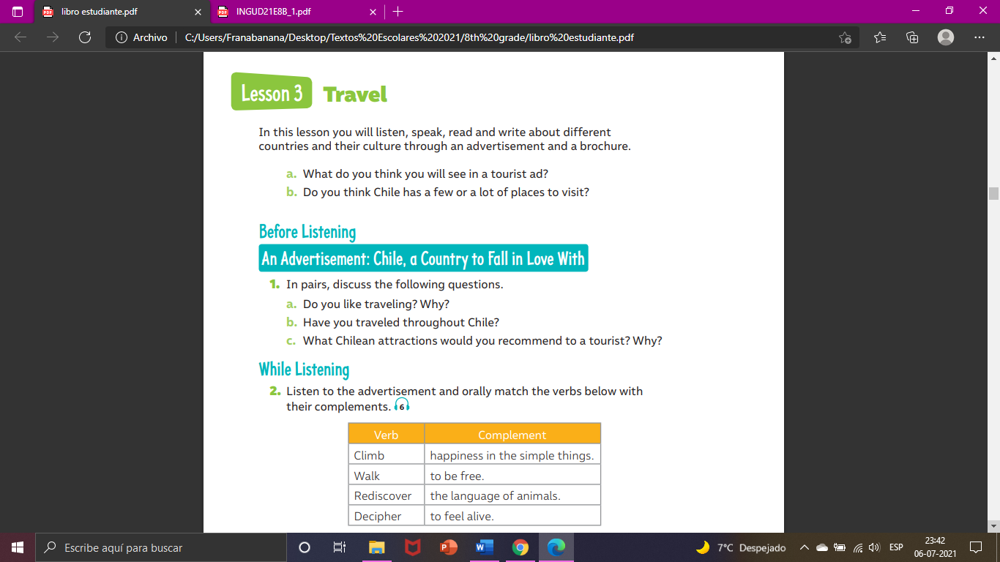 libro estudiante.pdf
INGUD21E8B_1.pdf
Archivo
C:/Users/Franabanana/Desktop/Textos%20Escolares%202021/8th%20grade/libro%20estudiante.pdf
Lesson 3 Travel
In this lesson you will listen, speak, read and write about different
countries and their culture through an advertisement and a brochure.
a. What do you think you will see in a tourist ad?
b. Do you think Chile has a few or a lot of places to visit?
Before Listening
An Advertisement: Chile, a Country to Fall in Love With
1. In pairs, discuss the following questions.
a. Do you like traveling? Why?
b. Have you traveled throughout Chile?
c. What Chilean attractions would you recommend to a tourist? Why?
While Listening
2. Listen to the advertisement and orally match the verbs below with
their complements. 6
Verb Complement
Climb happiness in the simple things.
Walk to be free.
Rediscover the language of animals.
Decipher to feel alive.
Escribe aquí para buscar
7°C Despejado
ESP
23:42
06-07-2021